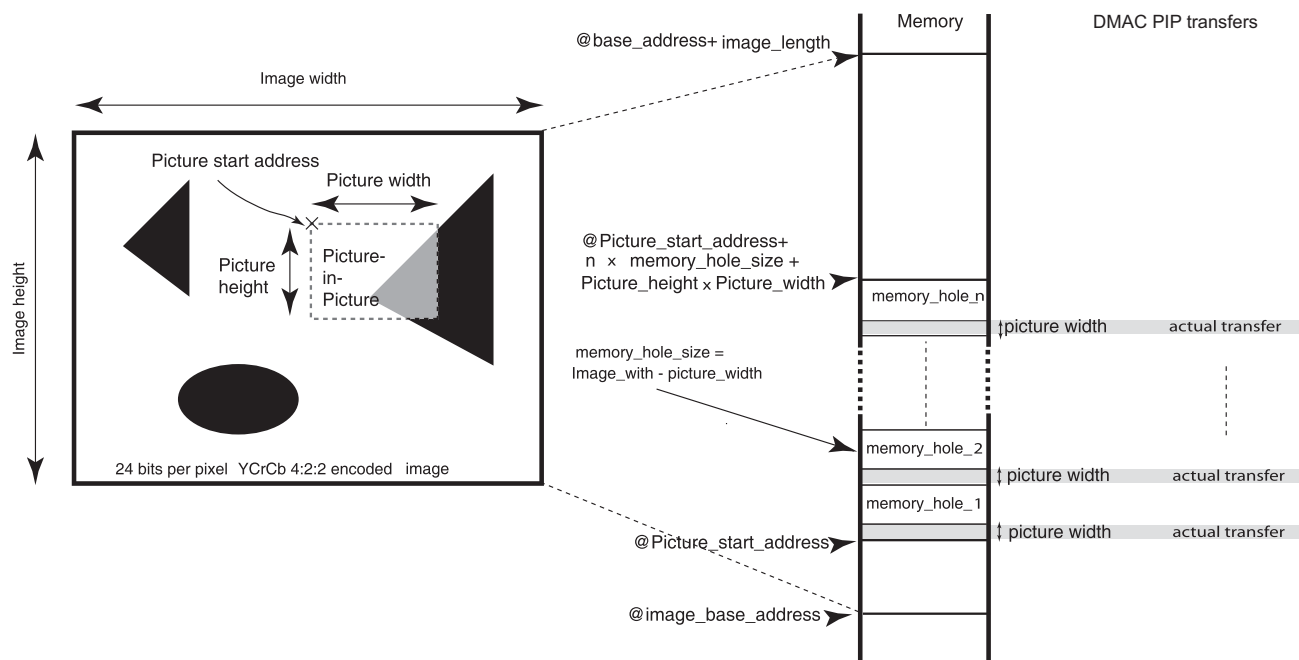 Memory
DMAC PIP transfers
@base_address+ image_length
Image width
Picture start address
Picture width
Picture
height
Picture-
in-
Picture
Image height
24 bits per pixel YCrCb 4:2:2 encoded image
@Picture_start_address+
n x memory_hole_size +
Picture_height x Picture_width
memory_hole_n
picture width
actual transfer
memory_hole_size =
Image_with - picture_width
memory_hole_2
picture width
actual transfer
memory_hole_1
picture width
actual transfer
@Picture_start_address
@image_base_address